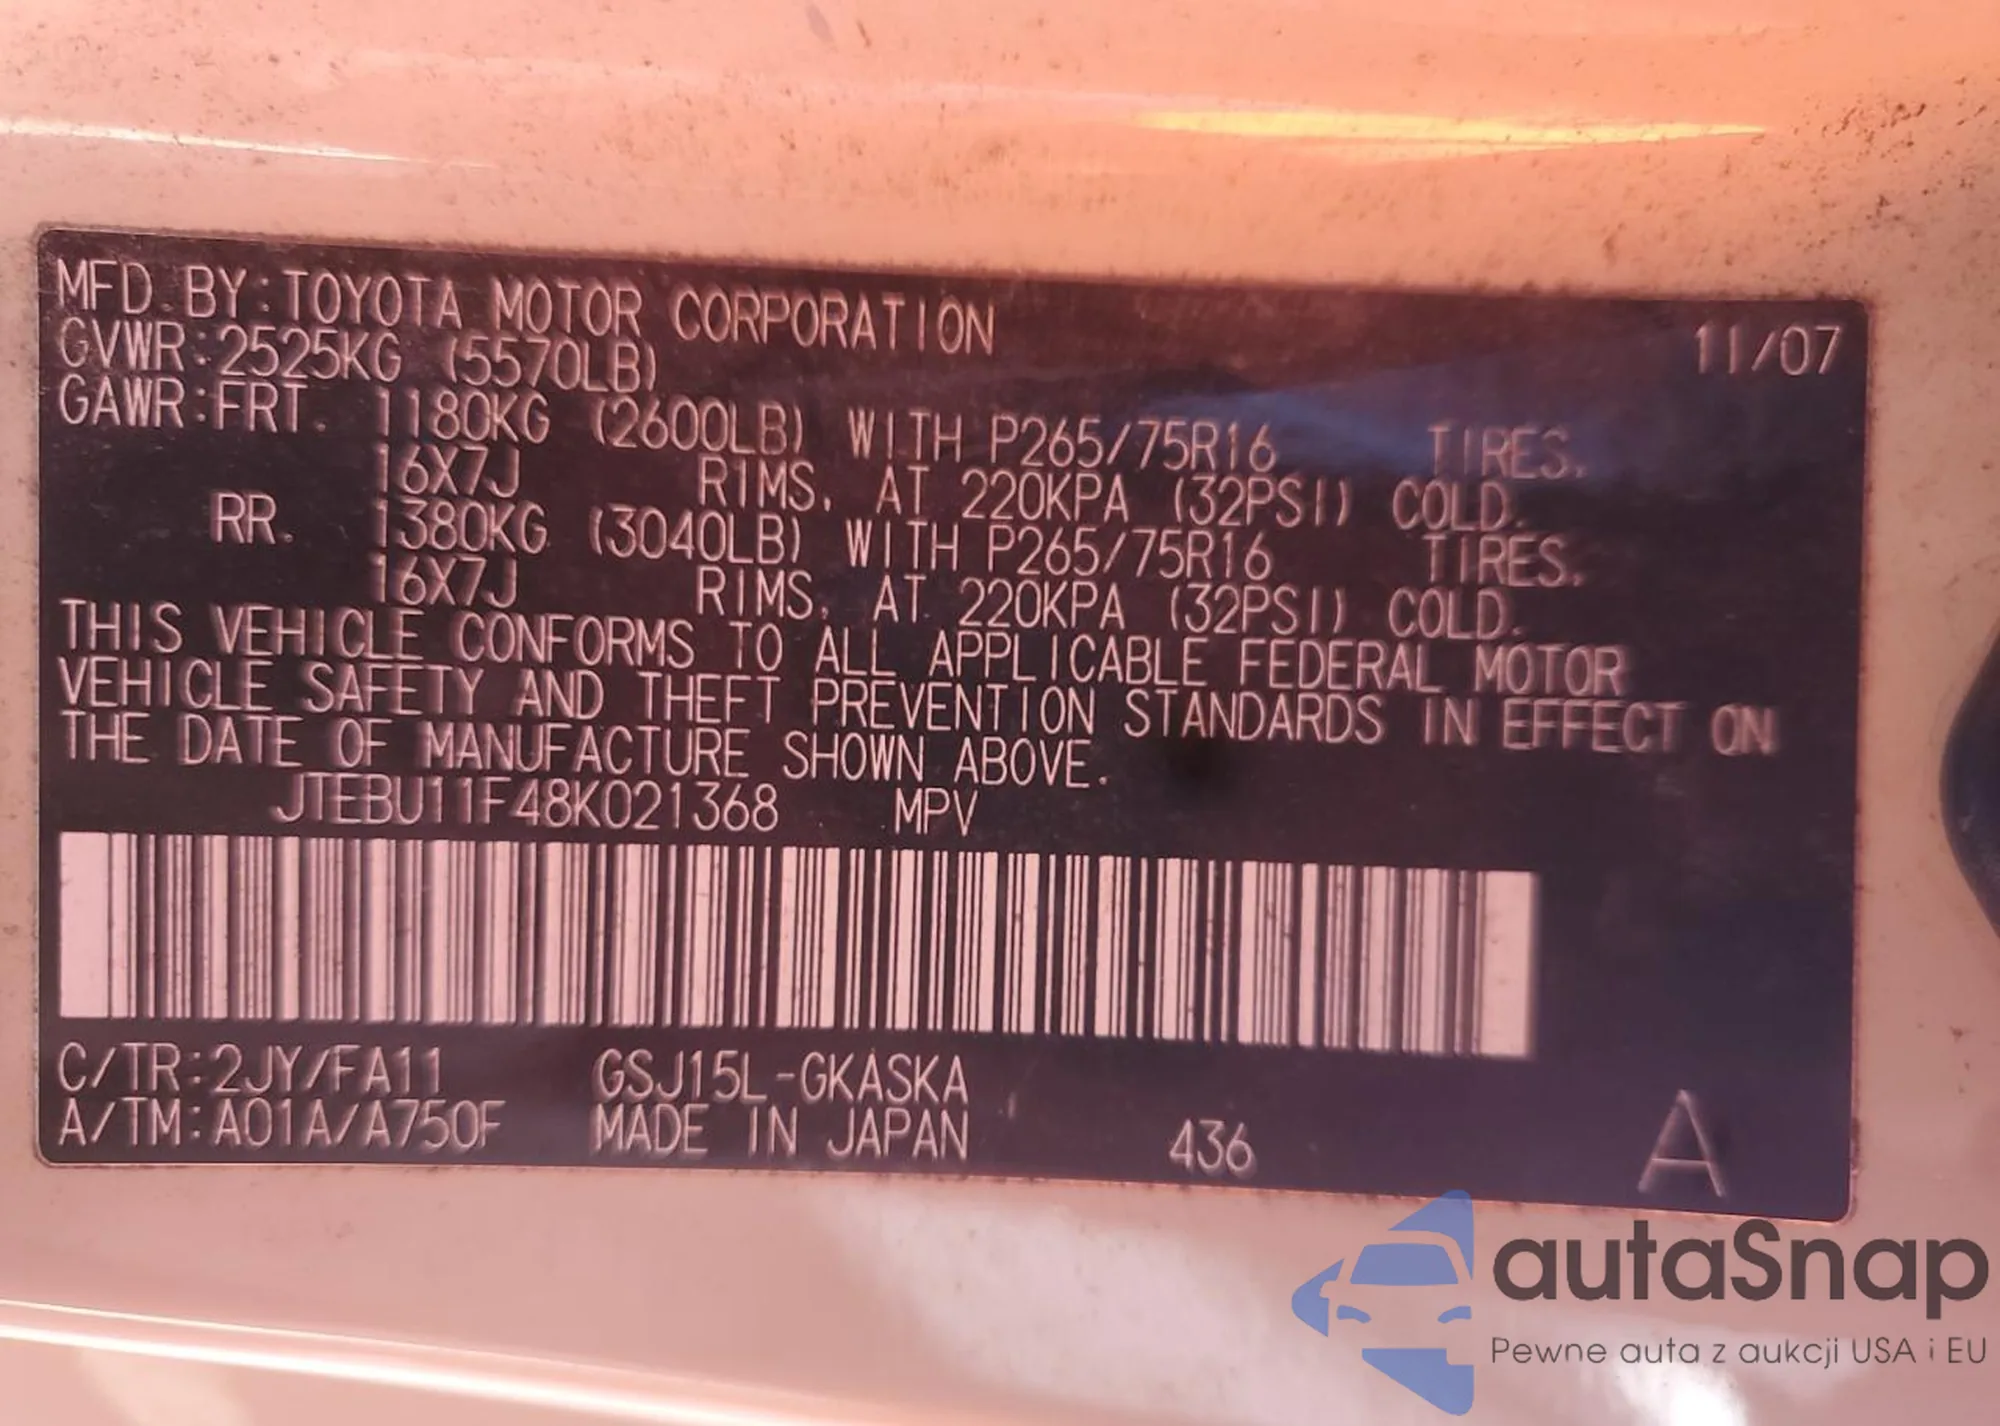 MFD. BY:TOYOTA MOTOR CORPORATION 11/07
GVWR:2525KG (5570LB)
GAWR:FRT. 1180KG (2600LB) WITH P265/75R16 TIRES,
16X7J RIMS, AT 220KPA (32PSI) COLD.
RR. 1380KG (3040LB) WITH P265/75R16 TIRES,
16X7J RIMS, AT 220KPA (32PSI) COLD.
THIS VEHICLE CONFORMS TO ALL APPLICABLE FEDERAL MOTOR
VEHICLE SAFETY AND THEFT PREVENTION STANDARDS IN EFFECT ON
THE DATE OF MANUFACTURE SHOWN ABOVE.
JTEBU11F48K021368 MPV
C/TR:2JY/FA11 GSJ15L-GKASKA
A/TM:A01A/A750F MADE IN JAPAN 436 A
autaSnap
Pewne auta z aukcji USA i EU